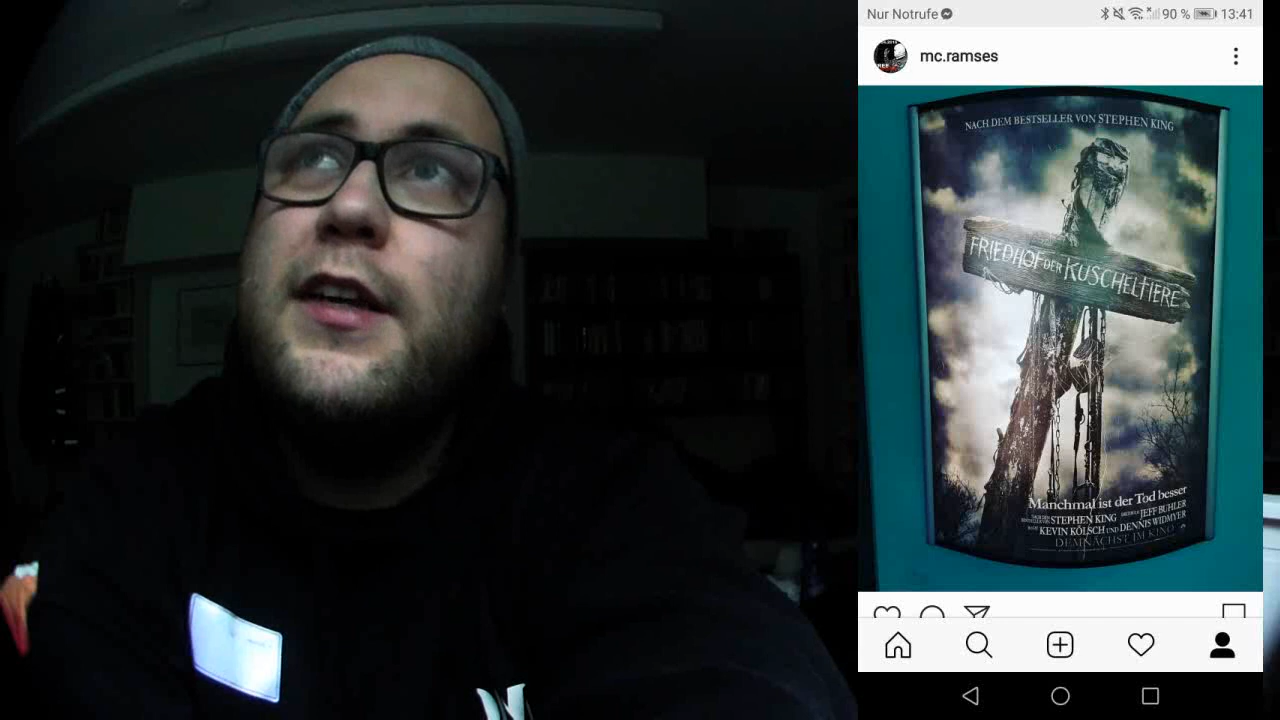 Nur Notrufe
90 %
13:41
mc.ramses
NACH DEM BESTSELLER VON STEPHEN KING
FRIEDHOF DER KUSCHELTIERE
Manchmal ist der Tod besser
STEPHEN KING
JEFF BUHLER
KEVIN KÖLSCH UND DENNIS WIDMYER
DEMNÄCHST IM KINO